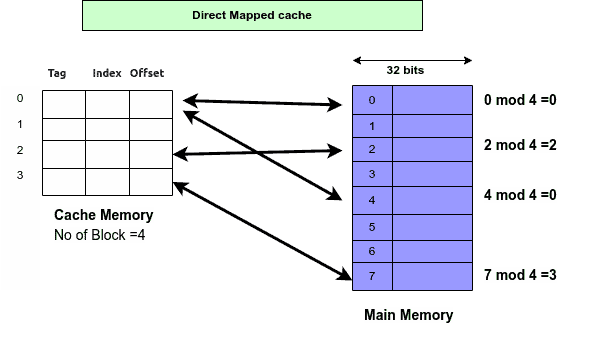 Direct Mapped cache
32 bits
Tag Index Offset
0
1
2
3
Cache Memory
No of Block =4
0 0 mod 4 =0
1
2 2 mod 4 =2
3
4 4 mod 4 =0
5
6
7 7 mod 4 =3
Main Memory